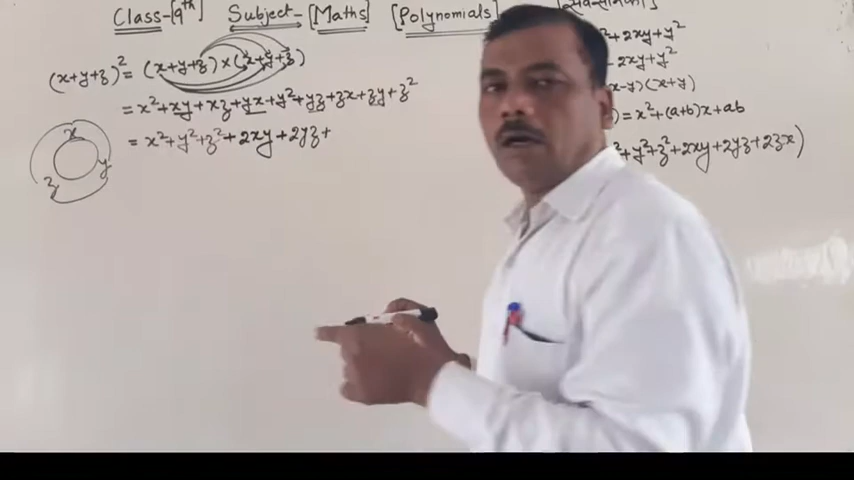 Class-[9th] Subject-[Maths] [Polynomials]
(x+y+z)² = (x+y+z)×(x+y+z)
= x²+xy+xz+yx+y²+yz+zx+zy+z²
= x²+y²+z²+2xy+2yz+
x
y
z
²+2xy+y²
-2xy+y²
x-y)(x+y)
) = x²+(a+b)x+ab
²+y²+z²+2xy+2yz+2zx)